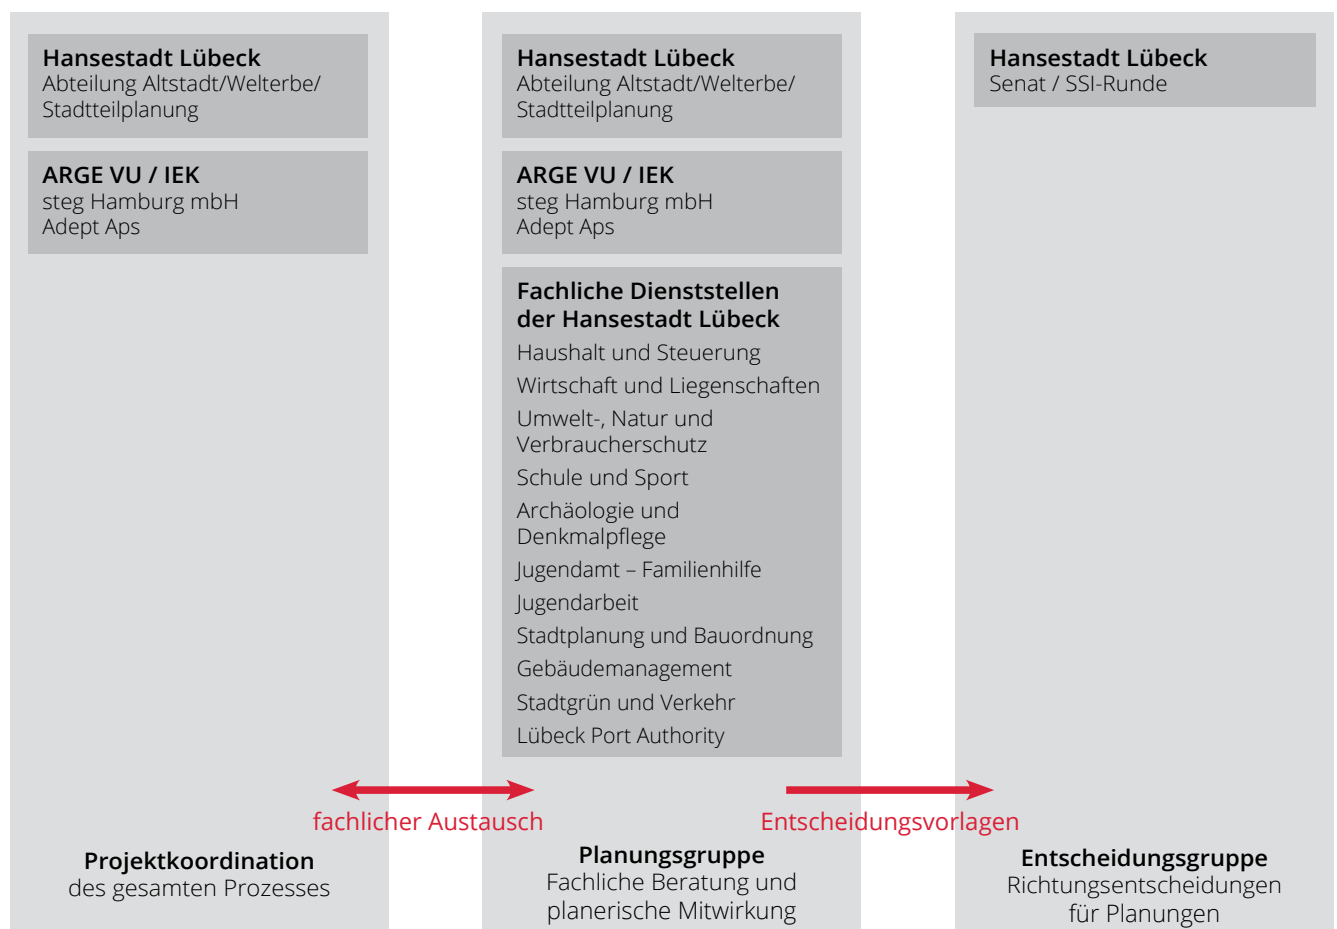 Hansestadt Lübeck
Abteilung Altstadt/Welterbe/
Stadtteilplanung
ARGE VU / IEK
steg Hamburg mbH
Adept Aps
Projektkoordination
des gesamten Prozesses
fachlicher Austausch
Hansestadt Lübeck
Abteilung Altstadt/Welterbe/
Stadtteilplanung
ARGE VU / IEK
steg Hamburg mbH
Adept Aps
Fachliche Dienststellen
der Hansestadt Lübeck
Haushalt und Steuerung
Wirtschaft und Liegenschaften
Umwelt-, Natur und
Verbraucherschutz
Schule und Sport
Archäologie und
Denkmalpflege
Jugendamt – Familienhilfe
Jugendarbeit
Stadtplanung und Bauordnung
Gebäudemanagement
Stadtgrün und Verkehr
Lübeck Port Authority
Planungsgruppe
Fachliche Beratung und
planerische Mitwirkung
Entscheidungsvorlagen
Hansestadt Lübeck
Senat / SSI-Runde
Entscheidungsgruppe
Richtungsentscheidungen
für Planungen